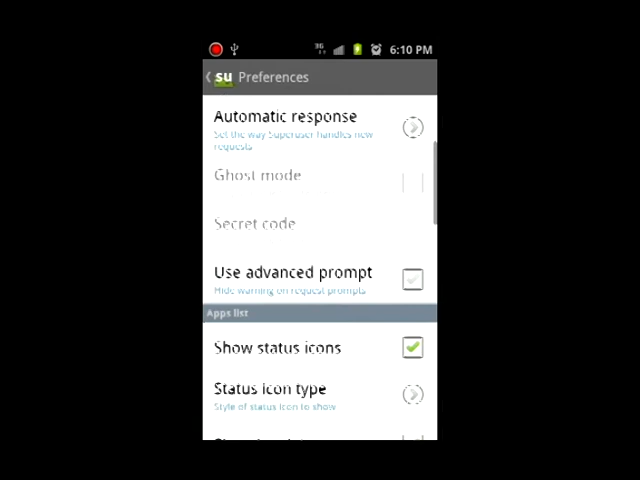 3G 6:10 PM
su Preferences
Automatic response
Set the way Superuser handles new
requests
Ghost mode
Secret code
Use advanced prompt
Hide warning on request prompts
Apps list
Show status icons
Status icon type
Style of status icon to show